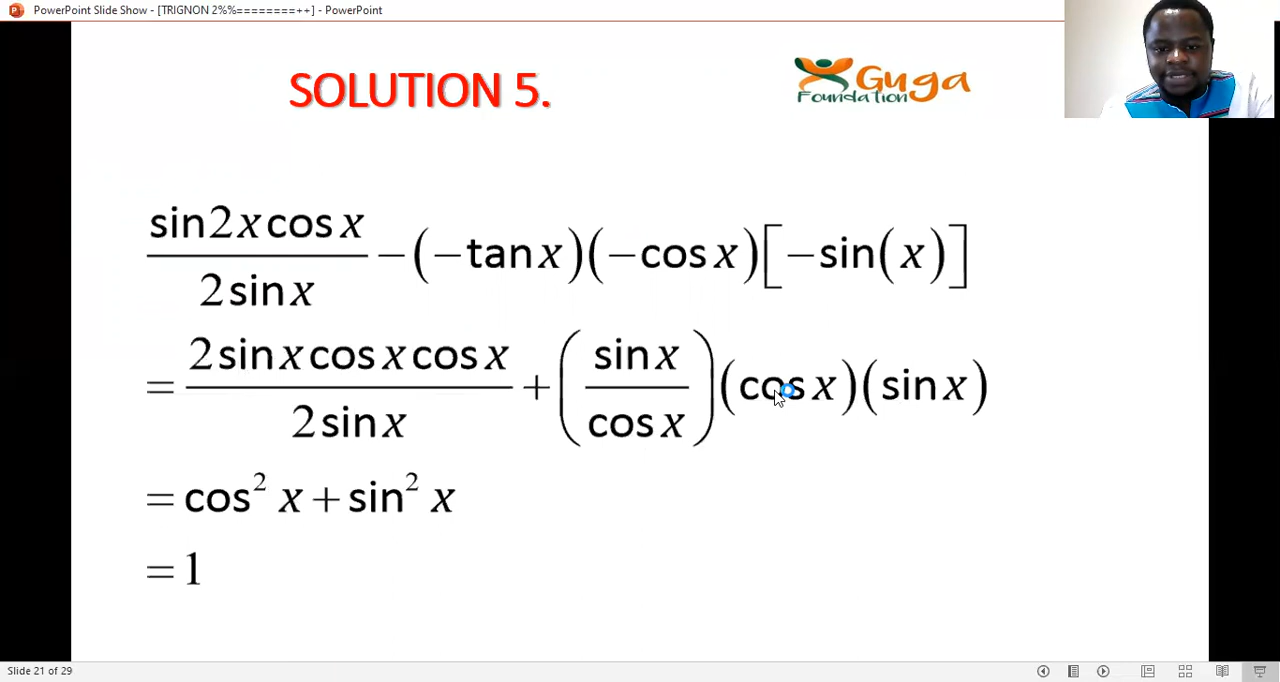 PowerPoint Slide Show - [TRIGNON 2%%========++] - PowerPoint
SOLUTION 5.
Guga
Foundation
sin2x cos x / 2 sin x − (−tan x)(−cos x)[−sin(x)]
= 2 sin x cos x cos x / 2 sin x + (sin x / cos x)(cos x)(sin x)
= cos² x + sin² x
= 1
Slide 21 of 29